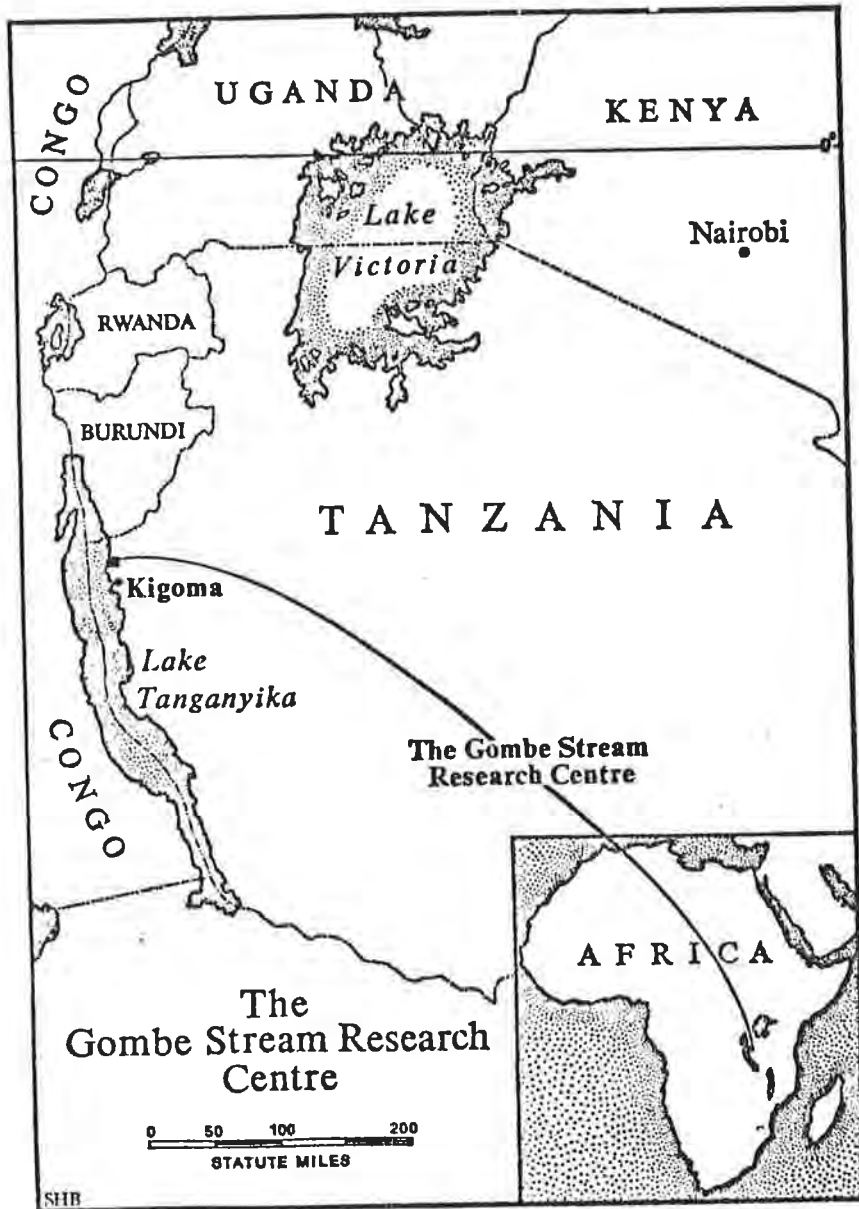 UGANDA
KENYA
CONGO
0°
Lake
Victoria
Nairobi
RWANDA
BURUNDI
TANZANIA
Kigoma
Lake
Tanganyika
CONGO
The Gombe Stream
Research Centre
AFRICA
The
Gombe Stream Research
Centre
0 50 100 200
STATUTE MILES
SHB